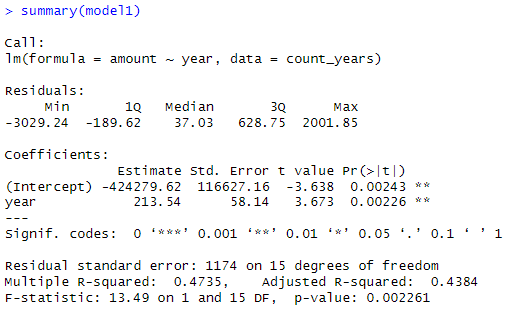 > summary(model1)
Call:
lm(formula = amount ~ year, data = count_years)
Residuals:
     Min       1Q   Median       3Q      Max
-3029.24  -189.62    37.03   628.75  2001.85
Coefficients:
              Estimate Std. Error t value Pr(>|t|)
(Intercept) -424279.62  116627.16  -3.638  0.00243 **
year            213.54      58.14   3.673  0.00226 **
---
Signif. codes:  0 ‘***’ 0.001 ‘**’ 0.01 ‘*’ 0.05 ‘.’ 0.1 ‘ ’ 1
Residual standard error: 1174 on 15 degrees of freedom
Multiple R-squared:  0.4735,    Adjusted R-squared:  0.4384
F-statistic: 13.49 on 1 and 15 DF,  p-value: 0.002261